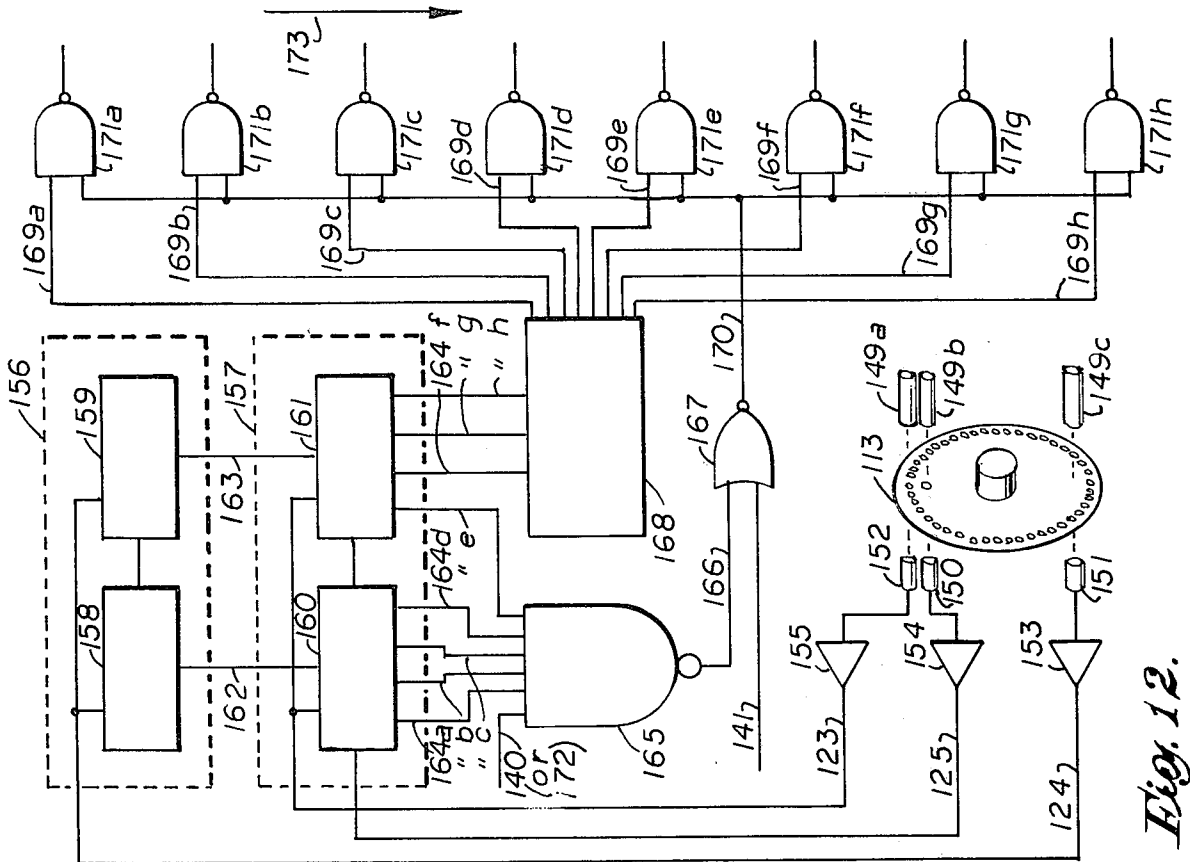 173
171a
171b
171c
171d
171e
171f
171g
171h
169a
169b
169c
169d
169e
169f
169g
169h
156
159
158
157
161
160
163
162
164 f
" g
" h
164d
" e
164a
" b
" c
140
(or
172)
165
166
141
167
168
170
149a
149b
149c
113
152
150
151
155
154
153
123
125
124
Fig. 12.